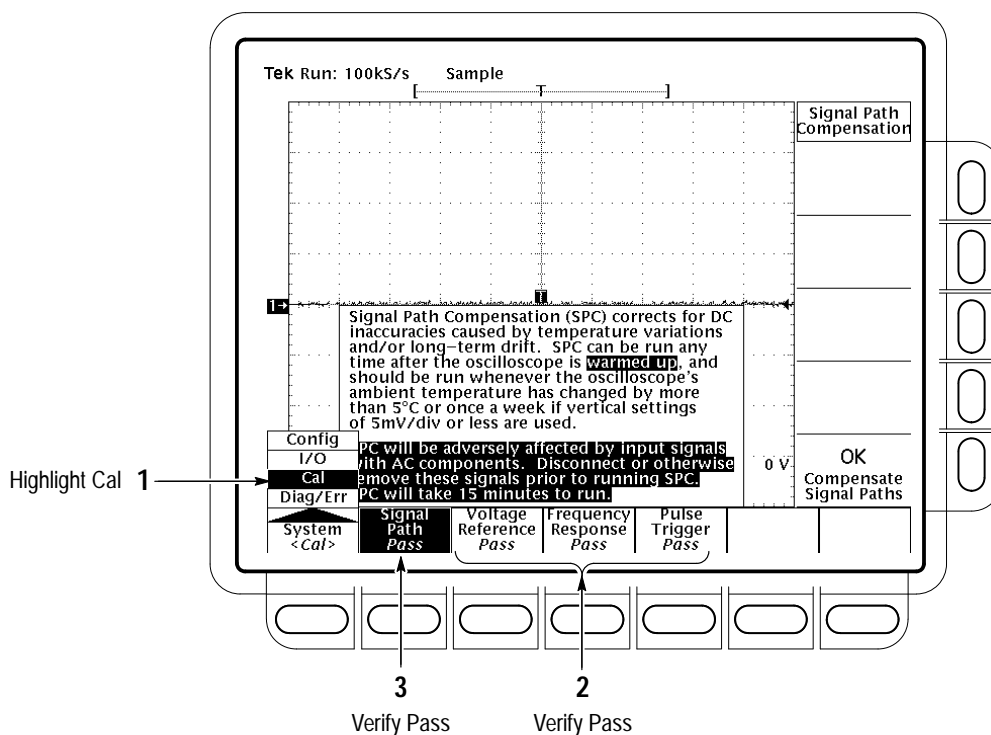 Tek Run: 100kS/s Sample
Signal Path
Compensation
T
T
1→
Signal Path Compensation (SPC) corrects for DC
inaccuracies caused by temperature variations
and/or long-term drift. SPC can be run any
time after the oscilloscope is warmed up, and
should be run whenever the oscilloscope's
ambient temperature has changed by more
than 5°C or once a week if vertical settings
of 5mV/div or less are used.
PC will be adversely affected by input signals
ith AC components. Disconnect or otherwise
emove these signals prior to running SPC.
PC will take 15 minutes to run.
0 V
Config
I/O
Cal
Diag/Err
OK
Compensate
Signal Paths
System
<Cal>
Signal
Path
Pass
Voltage
Reference
Pass
Frequency
Response
Pass
Pulse
Trigger
Pass
Highlight Cal 1
3
Verify Pass
2
Verify Pass